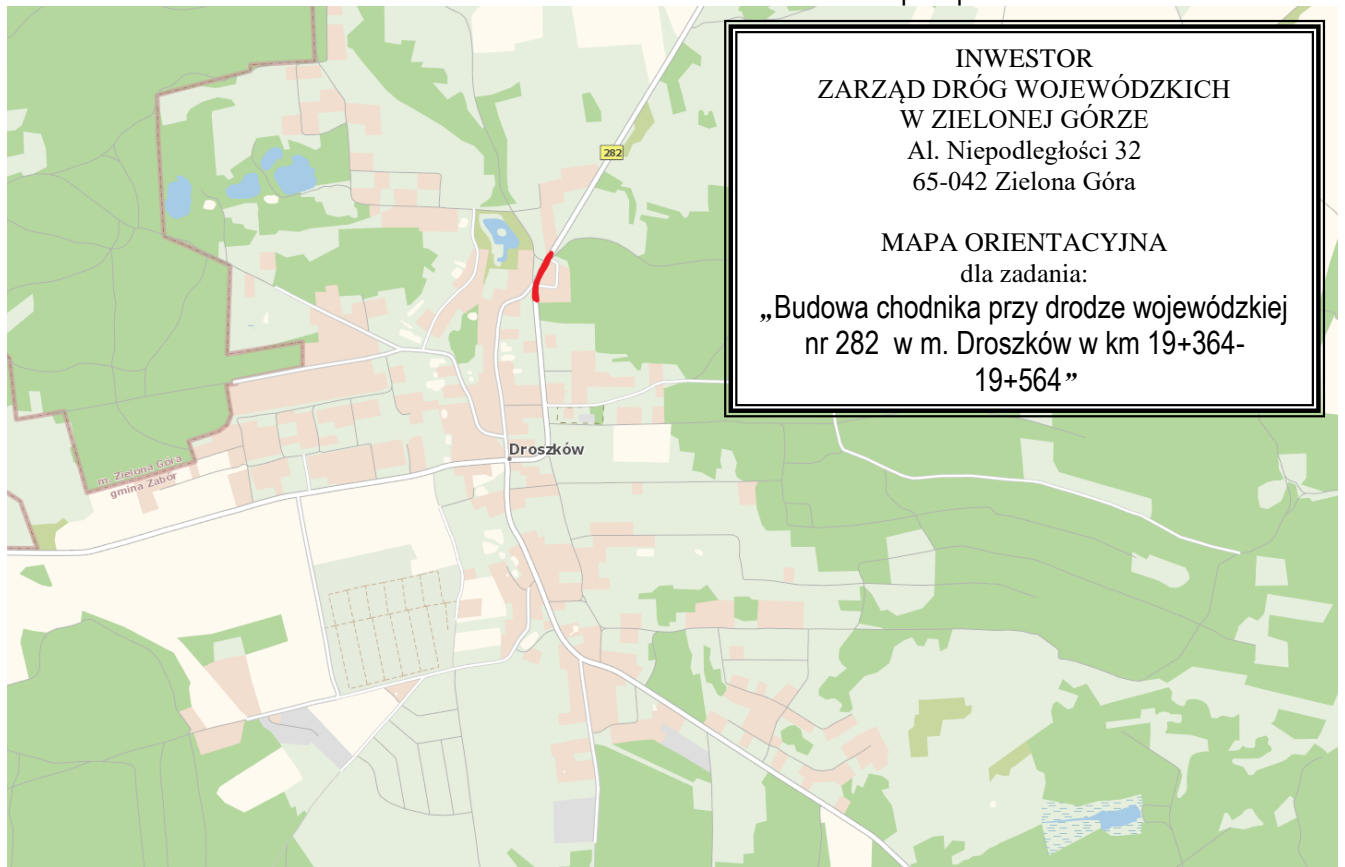 INWESTOR
ZARZĄD DRÓG WOJEWÓDZKICH
W ZIELONEJ GÓRZE
Al. Niepodległości 32
65-042 Zielona Góra
MAPA ORIENTACYJNA
dla zadania:
„Budowa chodnika przy drodze wojewódzkiej
nr 282 w m. Droszków w km 19+364-
19+564”
282
Droszków
m. Zielona Góra
gmina Zabór